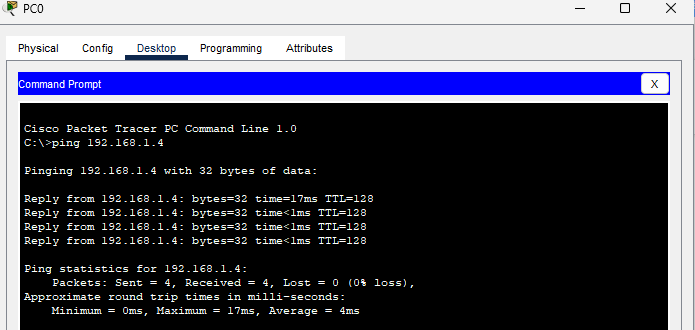 PC0
Physical Config Desktop Programming Attributes
Command Prompt X
Cisco Packet Tracer PC Command Line 1.0
C:\>ping 192.168.1.4
Pinging 192.168.1.4 with 32 bytes of data:
Reply from 192.168.1.4: bytes=32 time=17ms TTL=128
Reply from 192.168.1.4: bytes=32 time<1ms TTL=128
Reply from 192.168.1.4: bytes=32 time<1ms TTL=128
Reply from 192.168.1.4: bytes=32 time<1ms TTL=128
Ping statistics for 192.168.1.4:
    Packets: Sent = 4, Received = 4, Lost = 0 (0% loss),
Approximate round trip times in milli-seconds:
    Minimum = 0ms, Maximum = 17ms, Average = 4ms